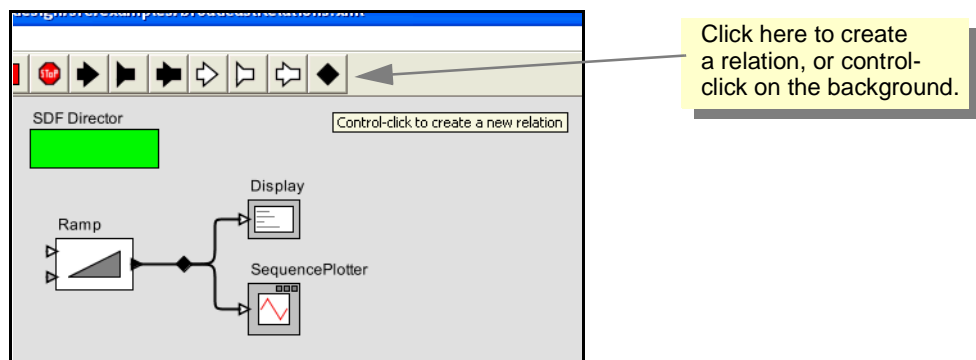 STOP
Click here to create
a relation, or control-
click on the background.
SDF Director
Control-click to create a new relation
Display
Ramp
SequencePlotter